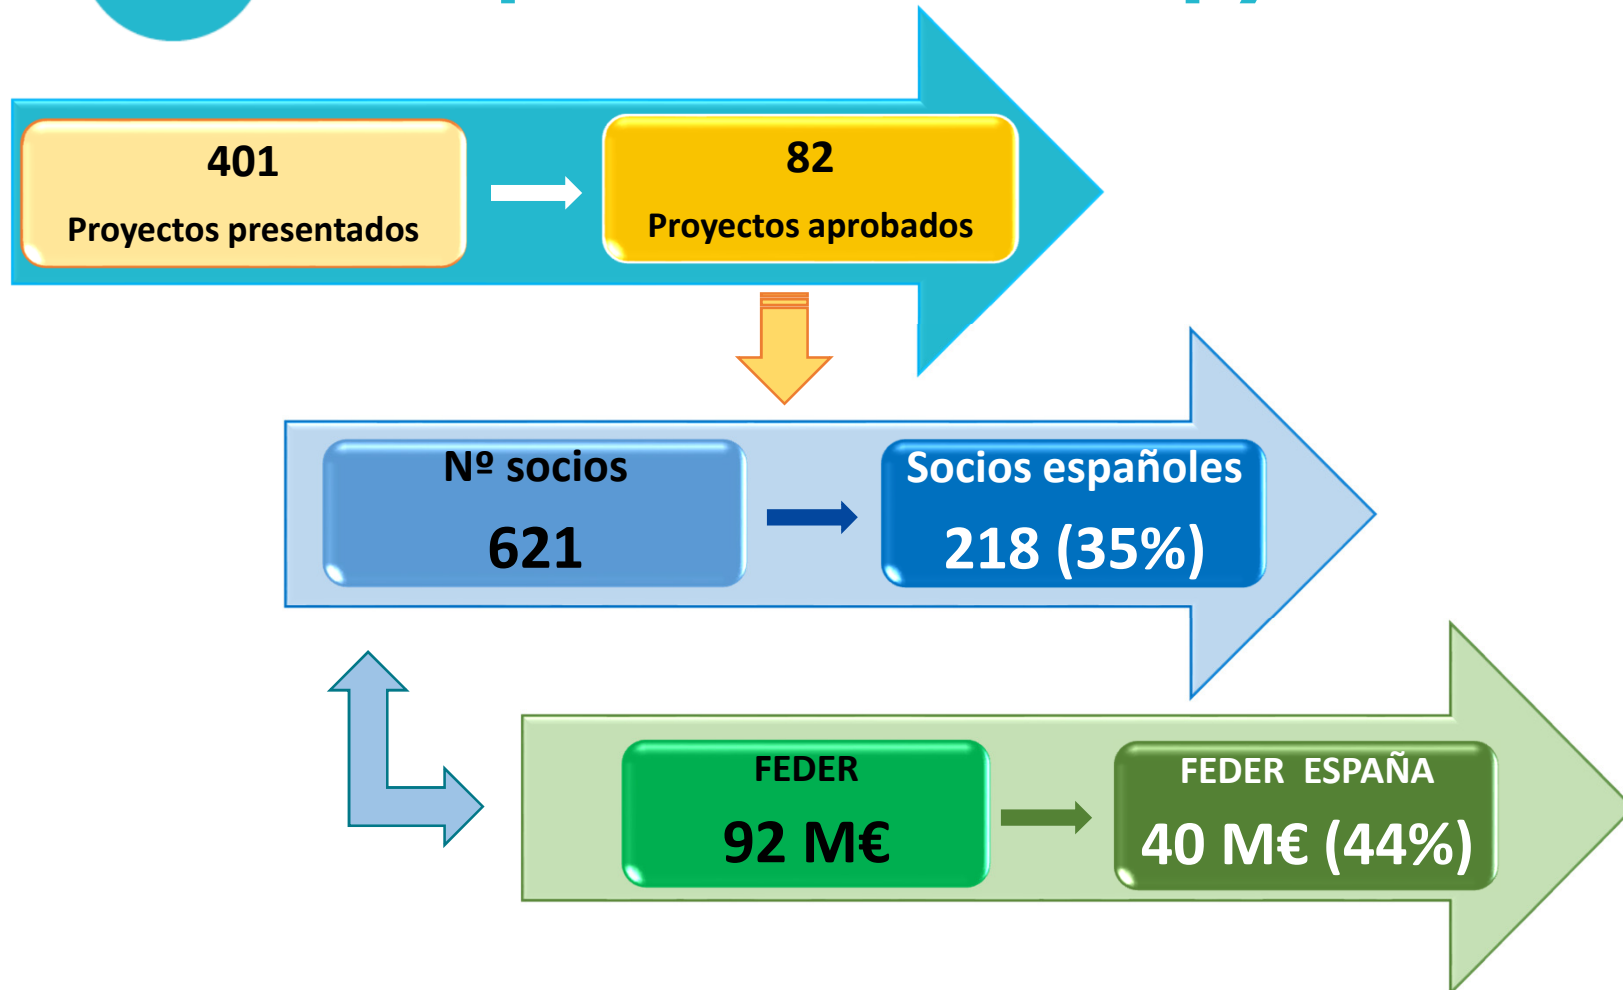 401
Proyectos presentados
82
Proyectos aprobados
Nº socios
621
Socios españoles
218 (35%)
FEDER
92 M€
FEDER ESPAÑA
40 M€ (44%)